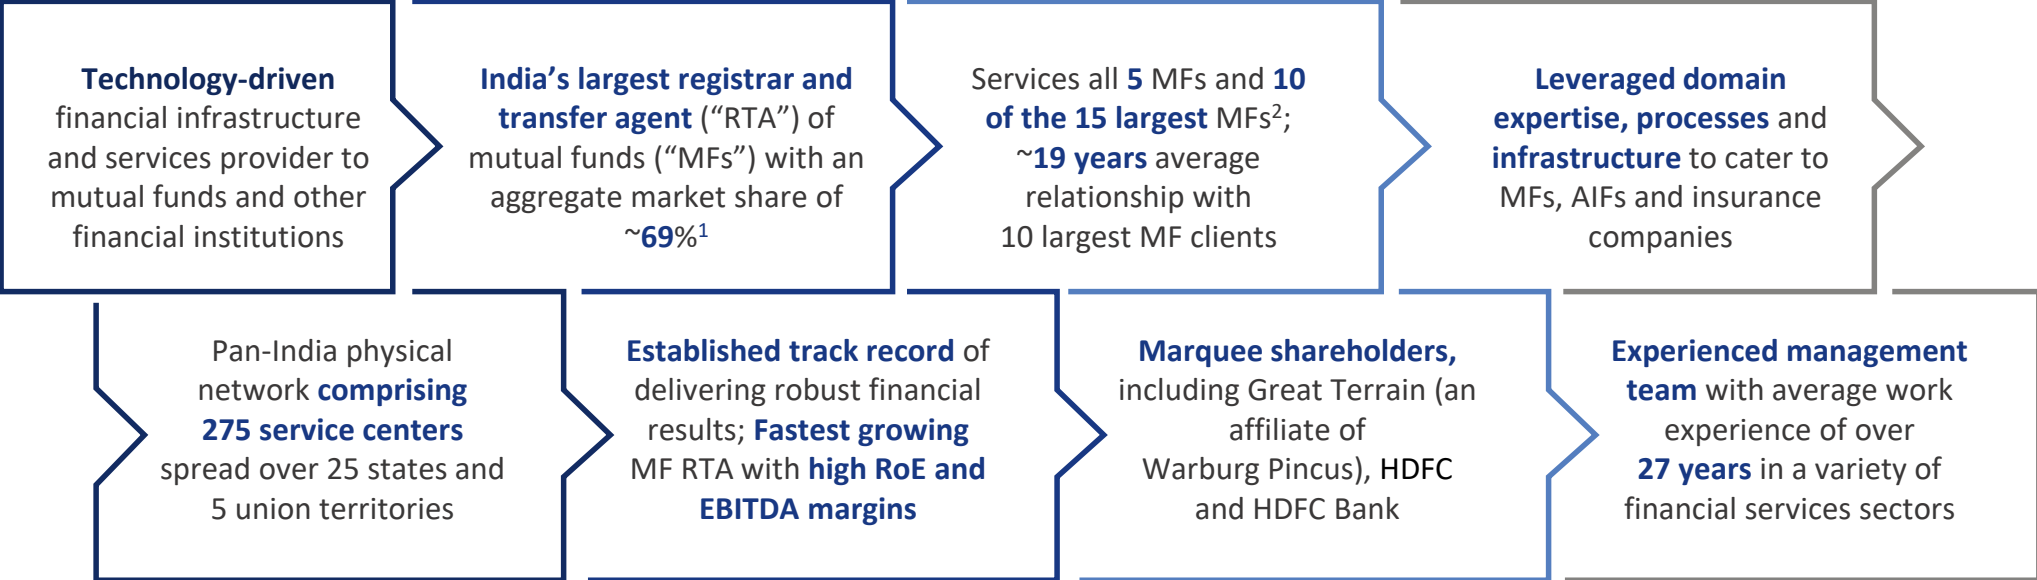 Technology-driven
financial infrastructure
and services provider to
mutual funds and other
financial institutions
India’s largest registrar and
transfer agent (“RTA”) of
mutual funds (“MFs”) with an
aggregate market share of
~69%1
Services all 5 MFs and 10
of the 15 largest MFs2;
~19 years average
relationship with
10 largest MF clients
Leveraged domain
expertise, processes and
infrastructure to cater to
MFs, AIFs and insurance
companies
Pan-India physical
network comprising
275 service centers
spread over 25 states and
5 union territories
Established track record of
delivering robust financial
results; Fastest growing
MF RTA with high RoE and
EBITDA margins
Marquee shareholders,
including Great Terrain (an
affiliate of
Warburg Pincus), HDFC
and HDFC Bank
Experienced management
team with average work
experience of over
27 years in a variety of
financial services sectors